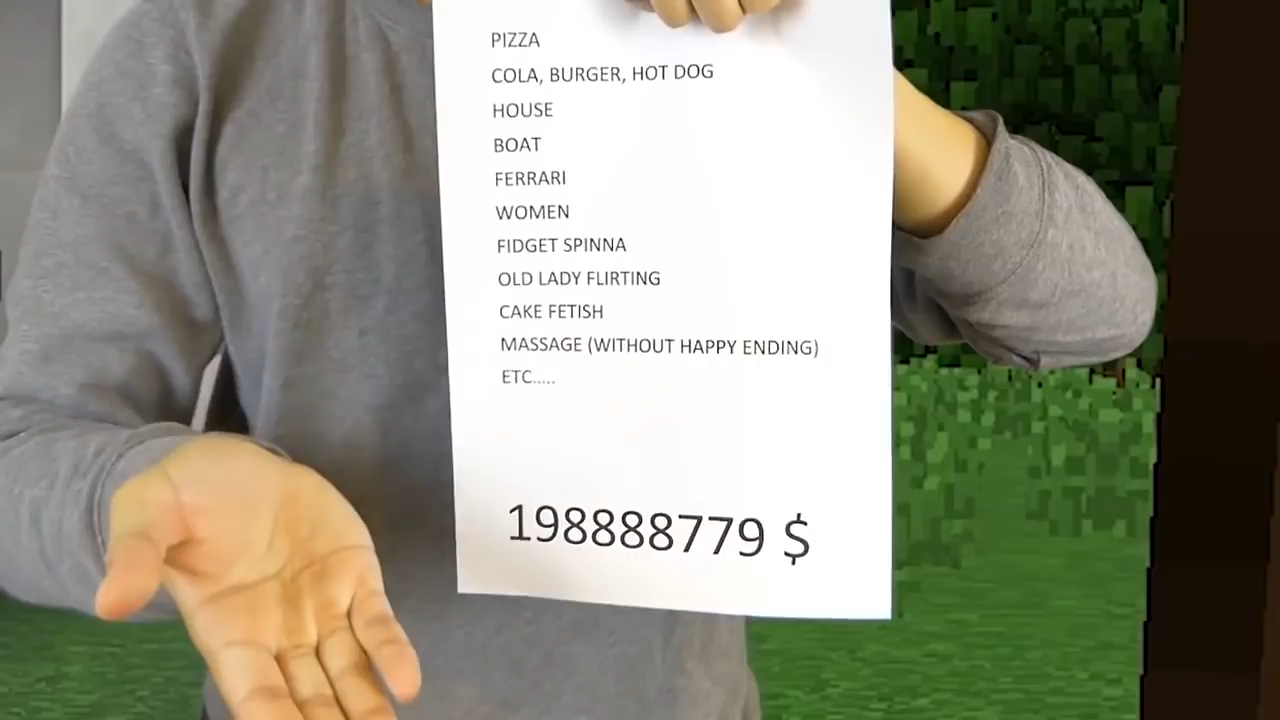 PIZZA
COLA, BURGER, HOT DOG
HOUSE
BOAT
FERRARI
WOMEN
FIDGET SPINNA
OLD LADY FLIRTING
CAKE FETISH
MASSAGE (WITHOUT HAPPY ENDING)
ETC.....
198888779 $